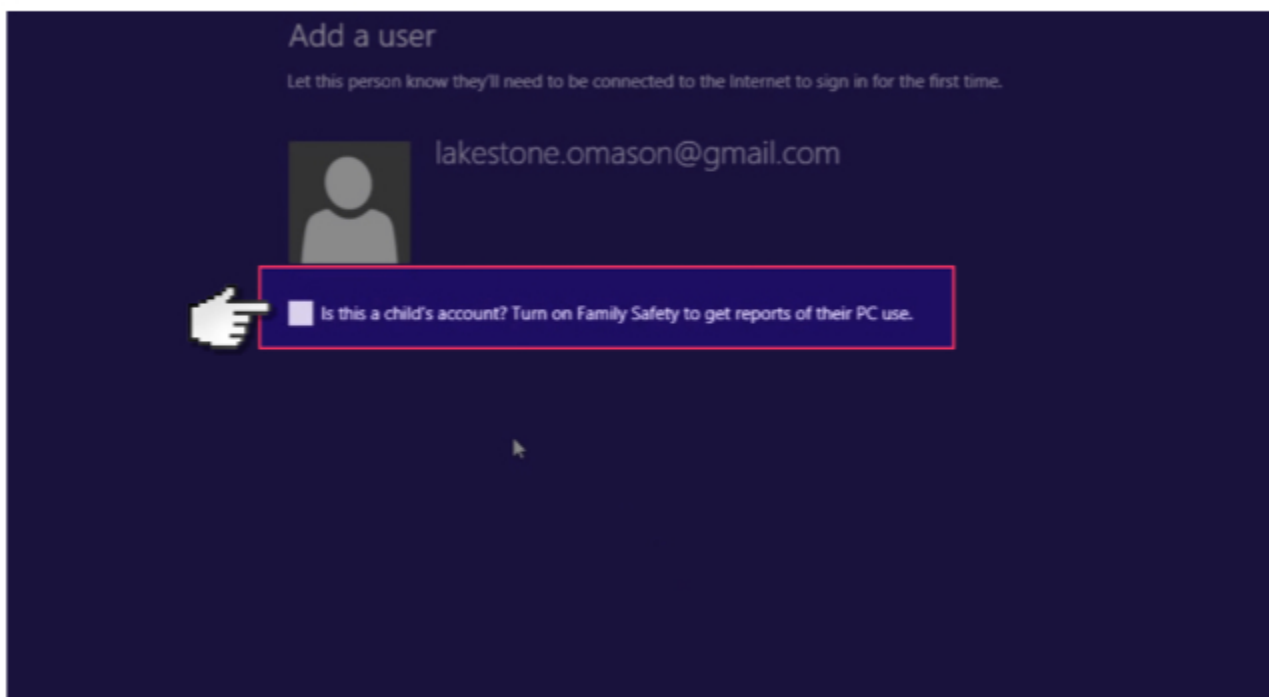 Add a user
Let this person know they'll need to be connected to the Internet to sign in for the first time.
lakestone.omason@gmail.com
Is this a child's account? Turn on Family Safety to get reports of their PC use.